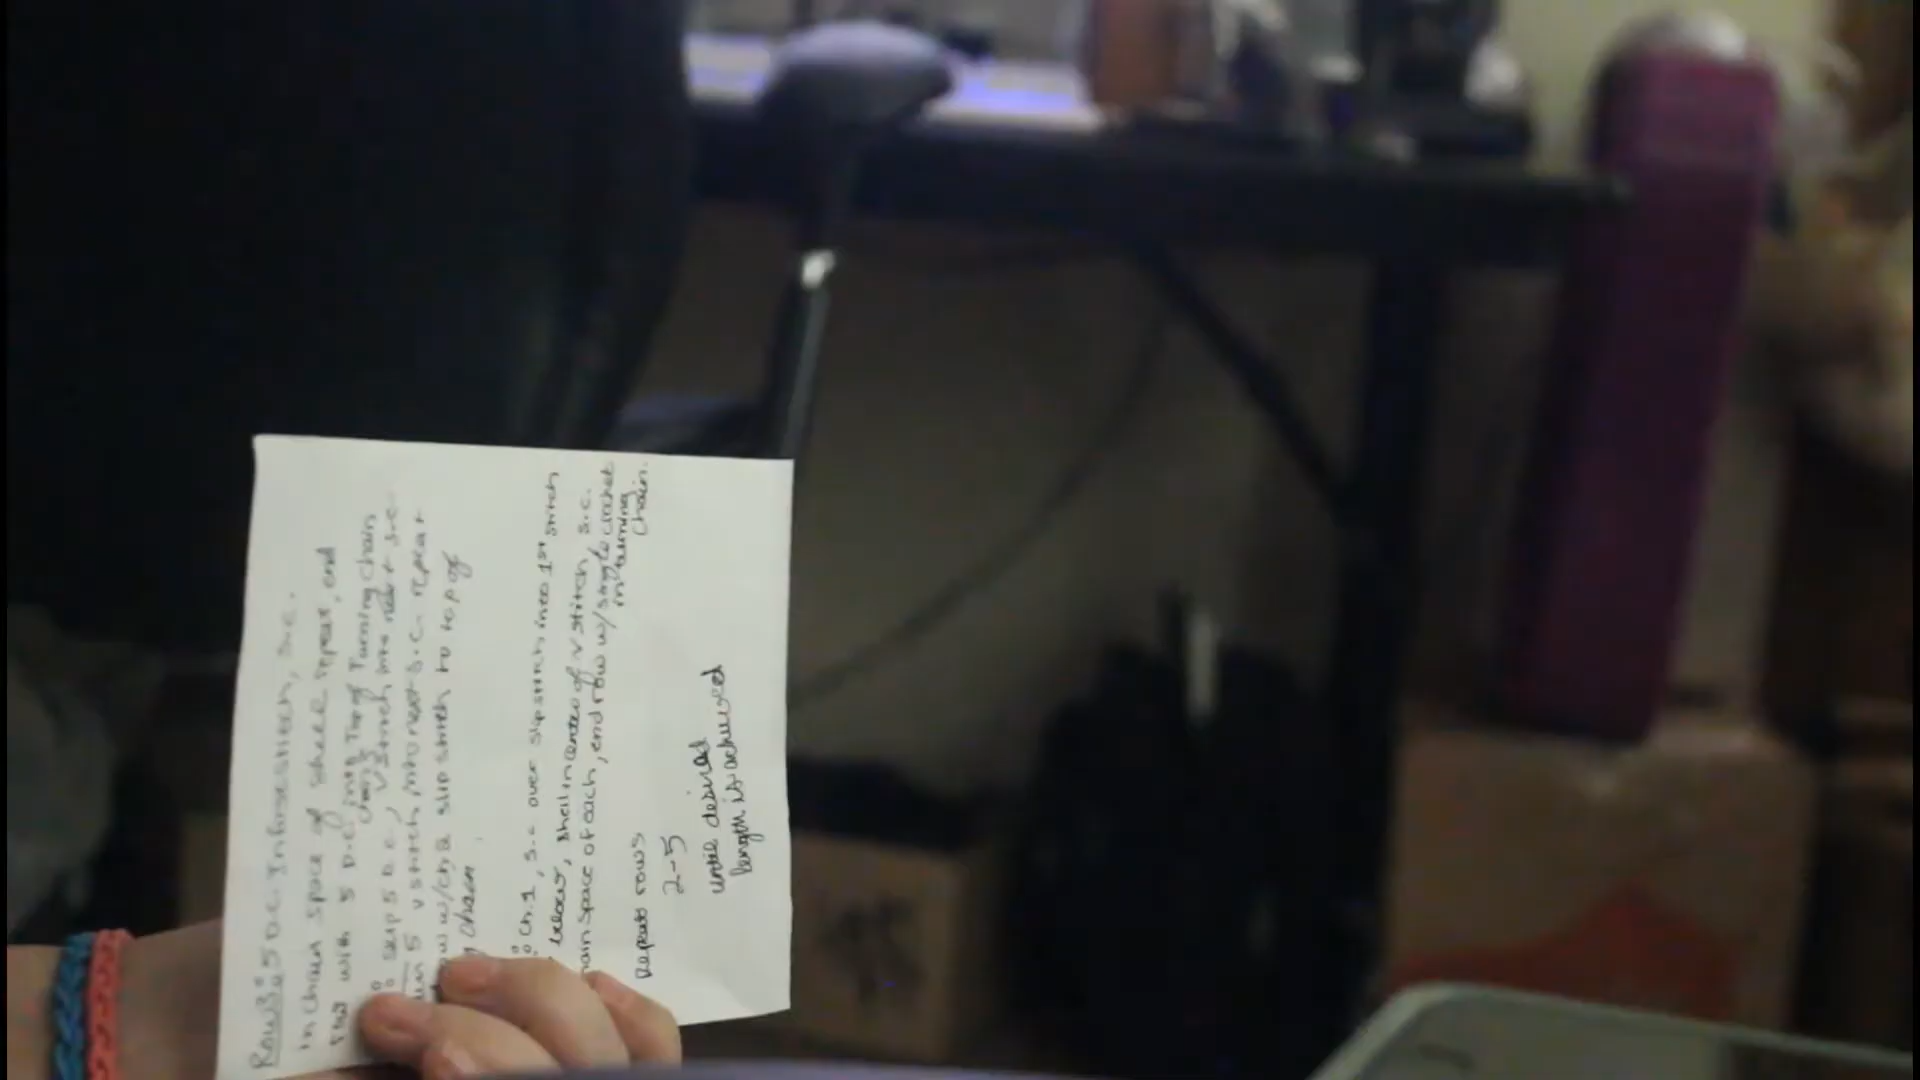 Row 3: 5 D.C. in first stitch, s.c.
in chain space of shell repeat, end
row with 5 D.C. into Top of Turning chain
skip 5 D.C, V stitch into next s.c.
5 V stitch into next s.c. repeat
w/ch 2 slip stitch to top of
chain.
Ch. 1, s.c over slip stitch into 1st stitch
below, shell in center of V stitch, s.c.
chain space of each, end row w/single crochet
in turning
chain.
Repeat rows
2-5
until desired
length is achieved